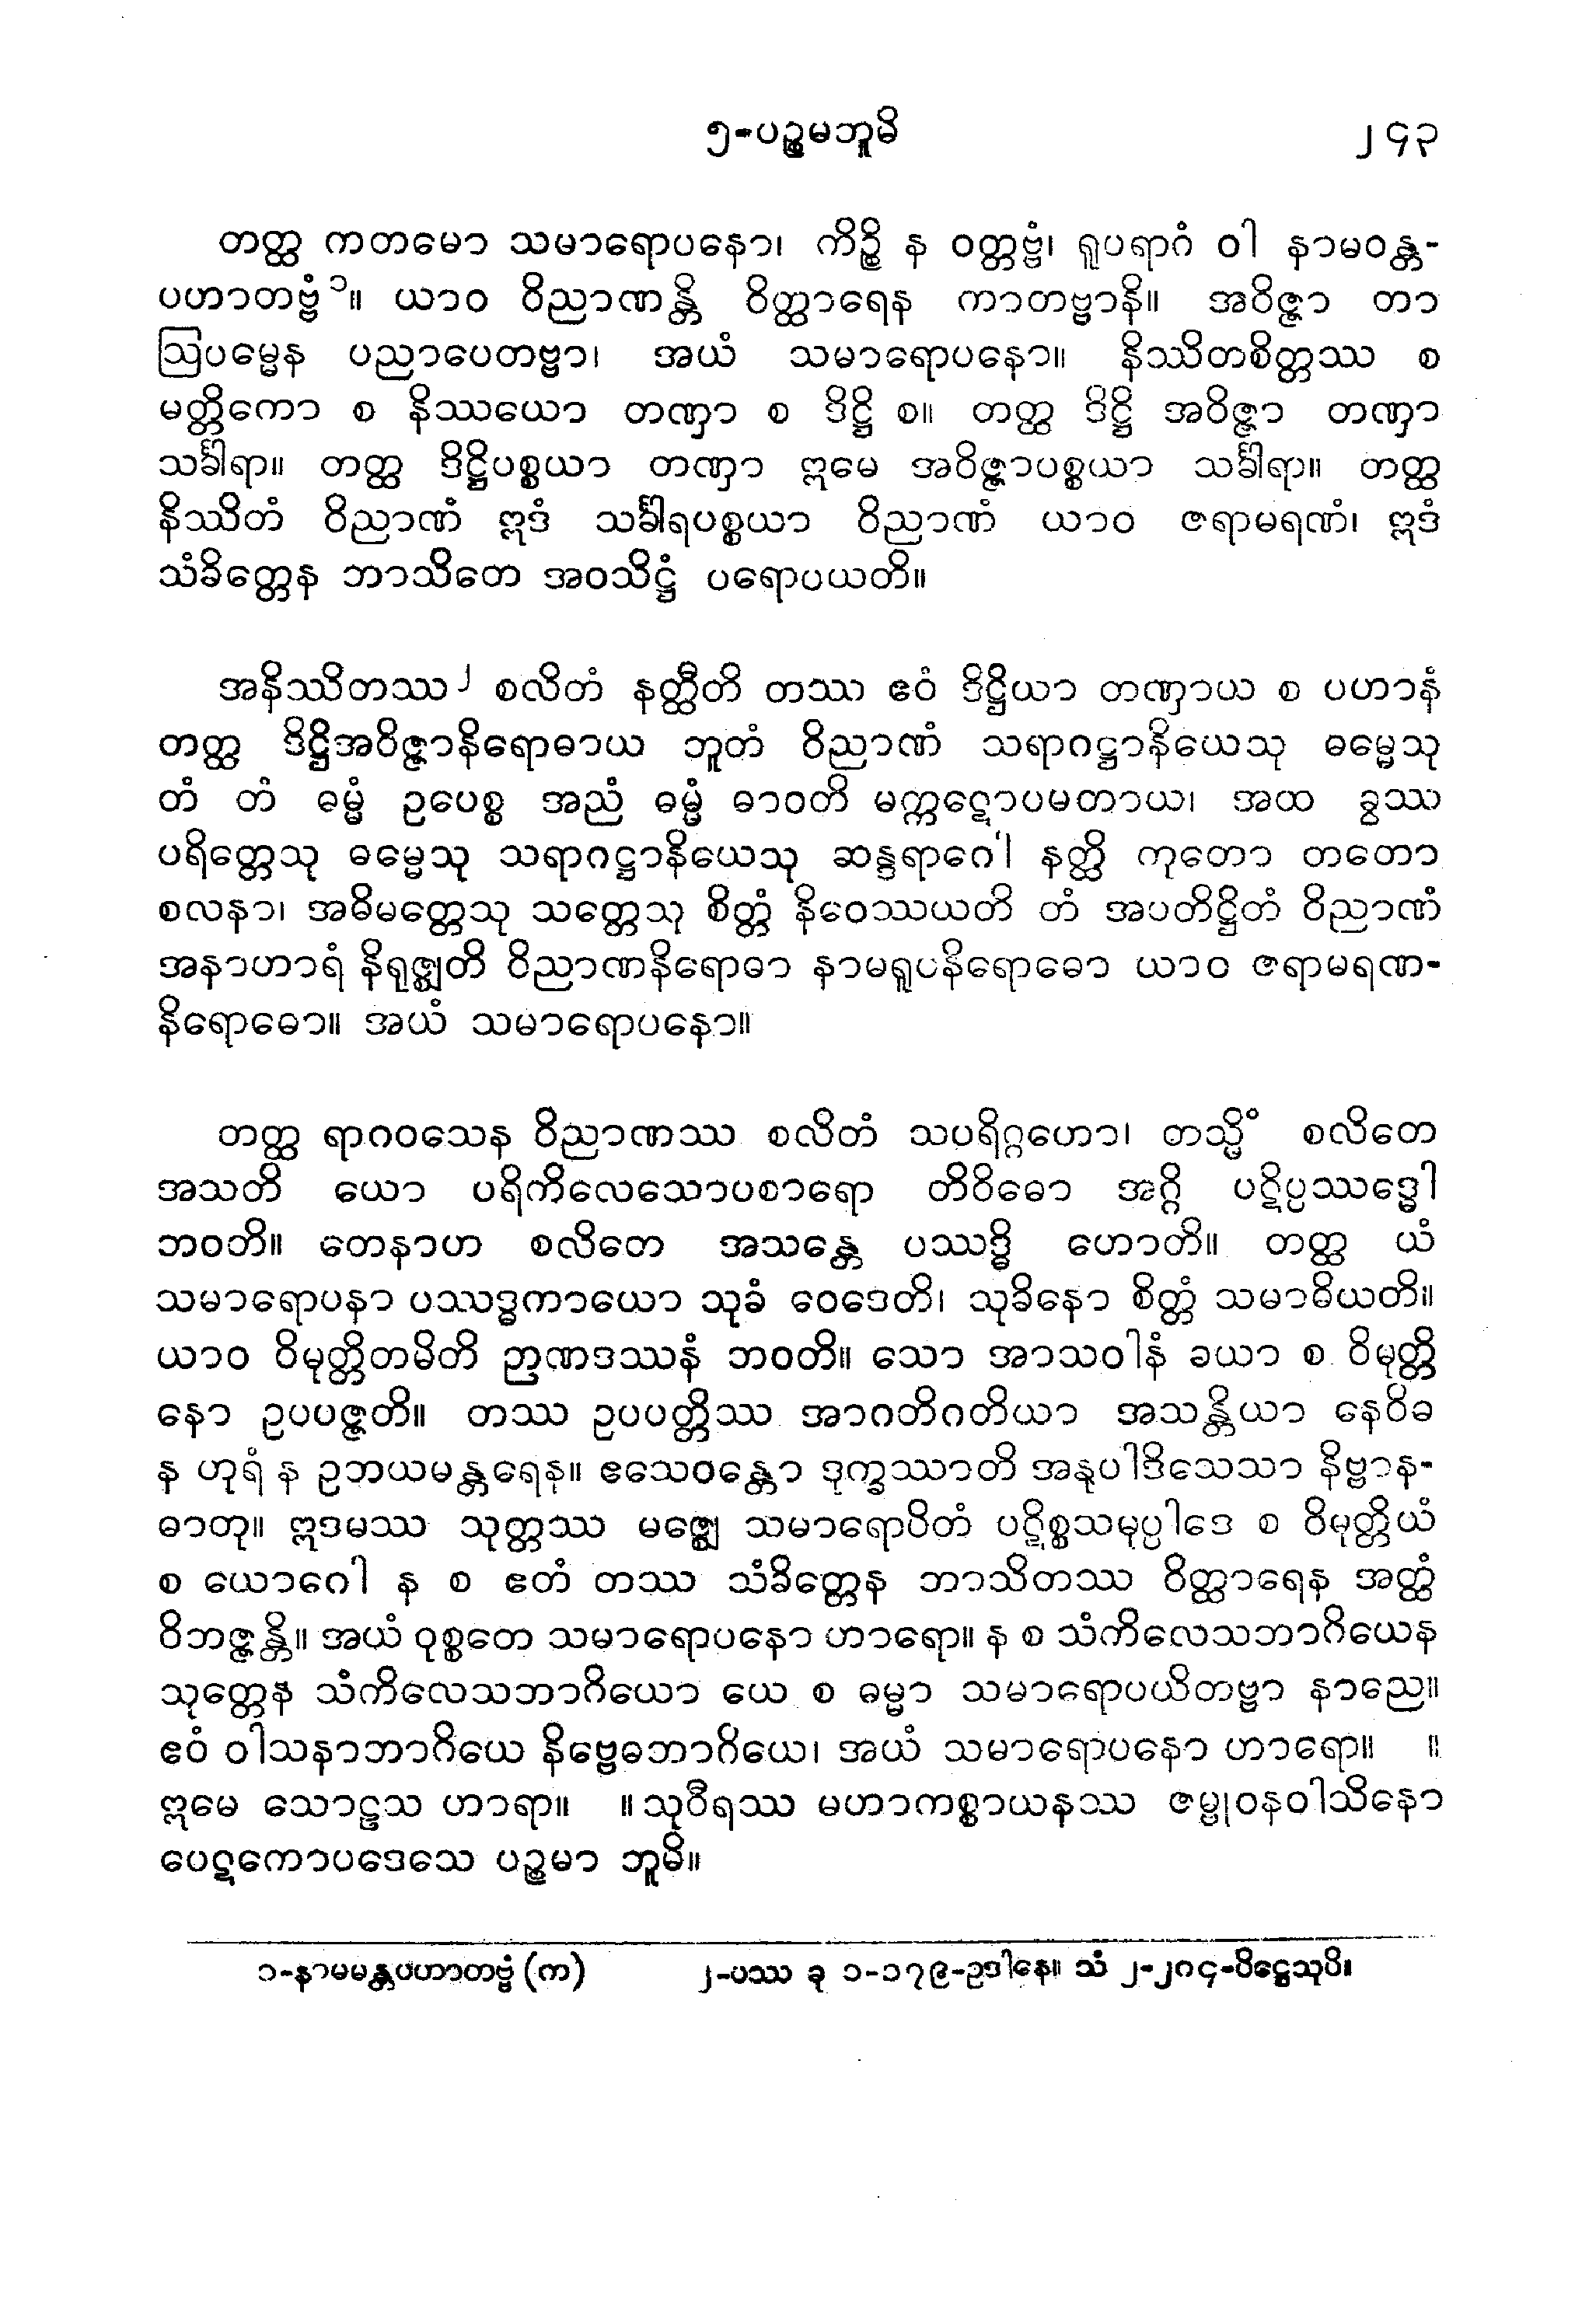 ၅-ပဉ္စမဘူမိ ၂၄၃
တတ္ထ ကတမော သမာရောပနော၊ ကိဉ္စိ န ဝတ္တဗ္ဗံ၊ ရူပရာဂံ ဝါ နာမဝန္တ-
ပဟာတဗ္ဗံ၁။ ယာဝ ဝိညာဏန္တိ ဝိတ္ထာရေန ကာတဗ္ဗာနိ။ အဝိဇ္ဇာ တာ
ဩပမ္မေန ပညာပေတဗ္ဗာ၊ အယံ သမာရောပနော။ နိဿိတစိတ္တဿ စ
မတ္တိကော စ နိဿယော တဏှာ စ ဒိဋ္ဌိ စ။ တတ္ထ ဒိဋ္ဌိ အဝိဇ္ဇာ တဏှာ
သင်္ခါရာ။ တတ္ထ ဒိဋ္ဌိပစ္စယာ တဏှာ ဣမေ အဝိဇ္ဇာပစ္စယာ သင်္ခါရာ။ တတ္ထ
နိဿိတံ ဝိညာဏံ ဣဒံ သင်္ခါရပစ္စယာ ဝိညာဏံ ယာဝ ဇရာမရဏံ၊ ဣဒံ
သံခိတ္တေန ဘာသိတေ အဝသိဋ္ဌံ ပရောပယတိ။
အနိဿိတဿ၂ စလိတံ နတ္ထီတိ တဿ ဧဝံ ဒိဋ္ဌိယာ တဏှာယ စ ပဟာနံ
တတ္ထ ဒိဋ္ဌိအဝိဇ္ဇာနိရောဓာယ ဘူတံ ဝိညာဏံ သရာဂဋ္ဌာနိယေသု ဓမ္မေသု
တံ တံ ဓမ္မံ ဥပေစ္စ အညံ ဓမ္မံ ဓာဝတိ မက္ကဋောပမတာယ၊ အထ ခွဿ
ပရိတ္တေသု ဓမ္မေသု သရာဂဋ္ဌာနိယေသု ဆန္ဒရာဂေါ နတ္ထိ ကုတော တတော
စလနာ၊ အဓိမတ္တေသု သတ္တေသု စိတ္တံ နိဝေဿယတိ တံ အပတိဋ္ဌိတံ ဝိညာဏံ
အနာဟာရံ နိရုဇ္ဈတိ ဝိညာဏနိရောဓာ နာမရူပနိရောဓော ယာဝ ဇရာမရဏ-
နိရောဓော။ အယံ သမာရောပနော။
တတ္ထ ရာဂဝသေန ဝိညာဏဿ စလိတံ သပရိဂ္ဂဟော၊ တသ္မိံ စလိတေ
အသတိ ယော ပရိကိလေသောပစာရော တိဝိဓော အဂ္ဂိ ပဋိပ္ပဿဒ္ဓေါ
ဘဝတိ။ တေနာဟ စလိတေ အသန္တေ ပဿဒ္ဓိ ဟောတိ။ တတ္ထ ယံ
သမာရောပနာ ပဿဒ္ဓကာယော သုခံ ဝေဒေတိ၊ သုခိနော စိတ္တံ သမာဓိယတိ။
ယာဝ ဝိမုတ္တိတမိတိ ဉာဏဒဿနံ ဘဝတိ။ သော အာသဝါနံ ခယာ စ ဝိမုတ္တိ
နော ဥပပဇ္ဇတိ။ တဿ ဥပပတ္တိဿ အာဂတိဂတိယာ အသန္တိယာ နေဝိဓ
န ဟုရံ န ဥဘယမန္တရေန။ ဧသေဝန္တော ဒုက္ခဿာတိ အနုပါဒိသေသာ နိဗ္ဗာန-
ဓာတု။ ဣဒမဿ သုတ္တဿ မဇ္ဈေ သမာရောပိတံ ပဋိစ္စသမုပ္ပါဒေ စ ဝိမုတ္တိယံ
စ ယောဂေါ န စ ဧတံ တဿ သံခိတ္တေန ဘာသိတဿ ဝိတ္ထာရေန အတ္ထံ
ဝိဘဇ္ဇန္တိ။ အယံ ဝုစ္စတေ သမာရောပနော ဟာရော။ န စ သံကိလေသဘာဂိယေန
သုတ္တေန သံကိလေသဘာဂိယော ယေ စ ဓမ္မာ သမာရောပယိတဗ္ဗာ နာညေ။
ဧဝံ ဝါသနာဘာဂိယေ နိဗ္ဗေဓဘာဂိယေ၊ အယံ သမာရောပနော ဟာရော။ ။
ဣမေ သောဠသ ဟာရာ။ ။ သုဝီရဿ မဟာကစ္စာယနဿ ဇမ္ဗုဝနဝါသိနော
ပေဋကောပဒေသေ ပဉ္စမာ ဘူမိ။
၁-နာမမန္တပဟာတဗ္ဗံ (က) ၂-ပဿ ခု ၁-၁၇၉-ဥဒါနေ။ သံ ၂-၂၈၄-ပိဋ္ဌေသုပိ။